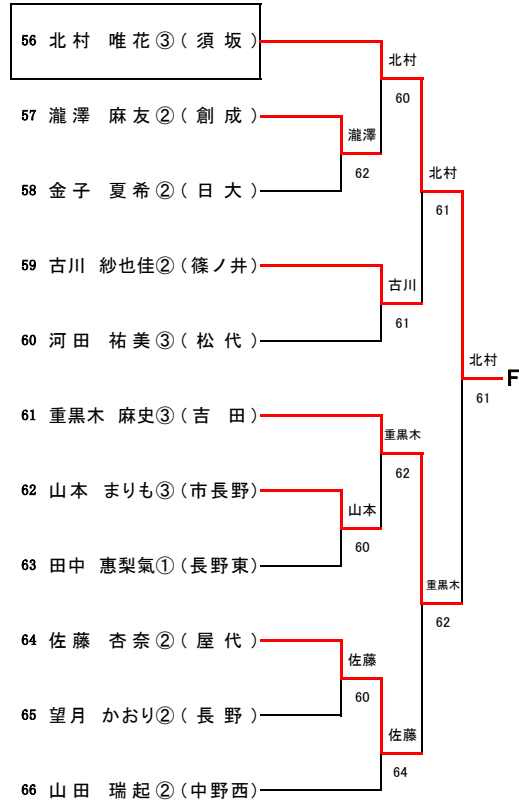 56 北村 唯花③(須坂)
北村
60
57 瀧澤 麻友②(創成)
瀧澤
62
58 金子 夏希②(日大)
北村
61
59 古川 紗也佳②(篠ノ井)
古川
61
60 河田 祐美③(松代)
北村
F
61
61 重黒木 麻史③(吉田)
重黒木
62
62 山本 まりも③(市長野)
山本
60
63 田中 惠梨氣①(長野東)
重黒木
62
64 佐藤 杏奈②(屋代)
佐藤
60
65 望月 かおり②(長野)
佐藤
64
66 山田 瑞起②(中野西)